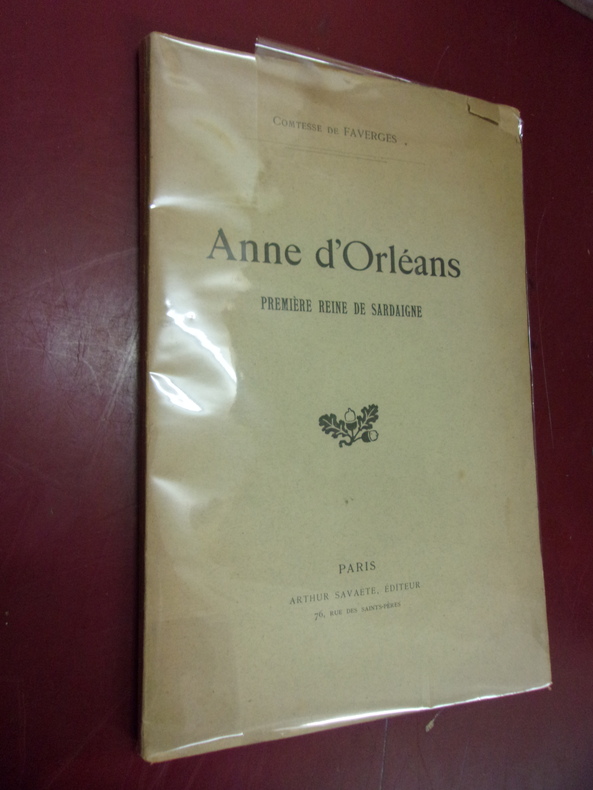 Comtesse de FAVERGES
Anne d'Orléans
PREMIÈRE REINE DE SARDAIGNE
PARIS
ARTHUR SAVAÈTE, ÉDITEUR
76, RUE DES SAINTS-PÈRES